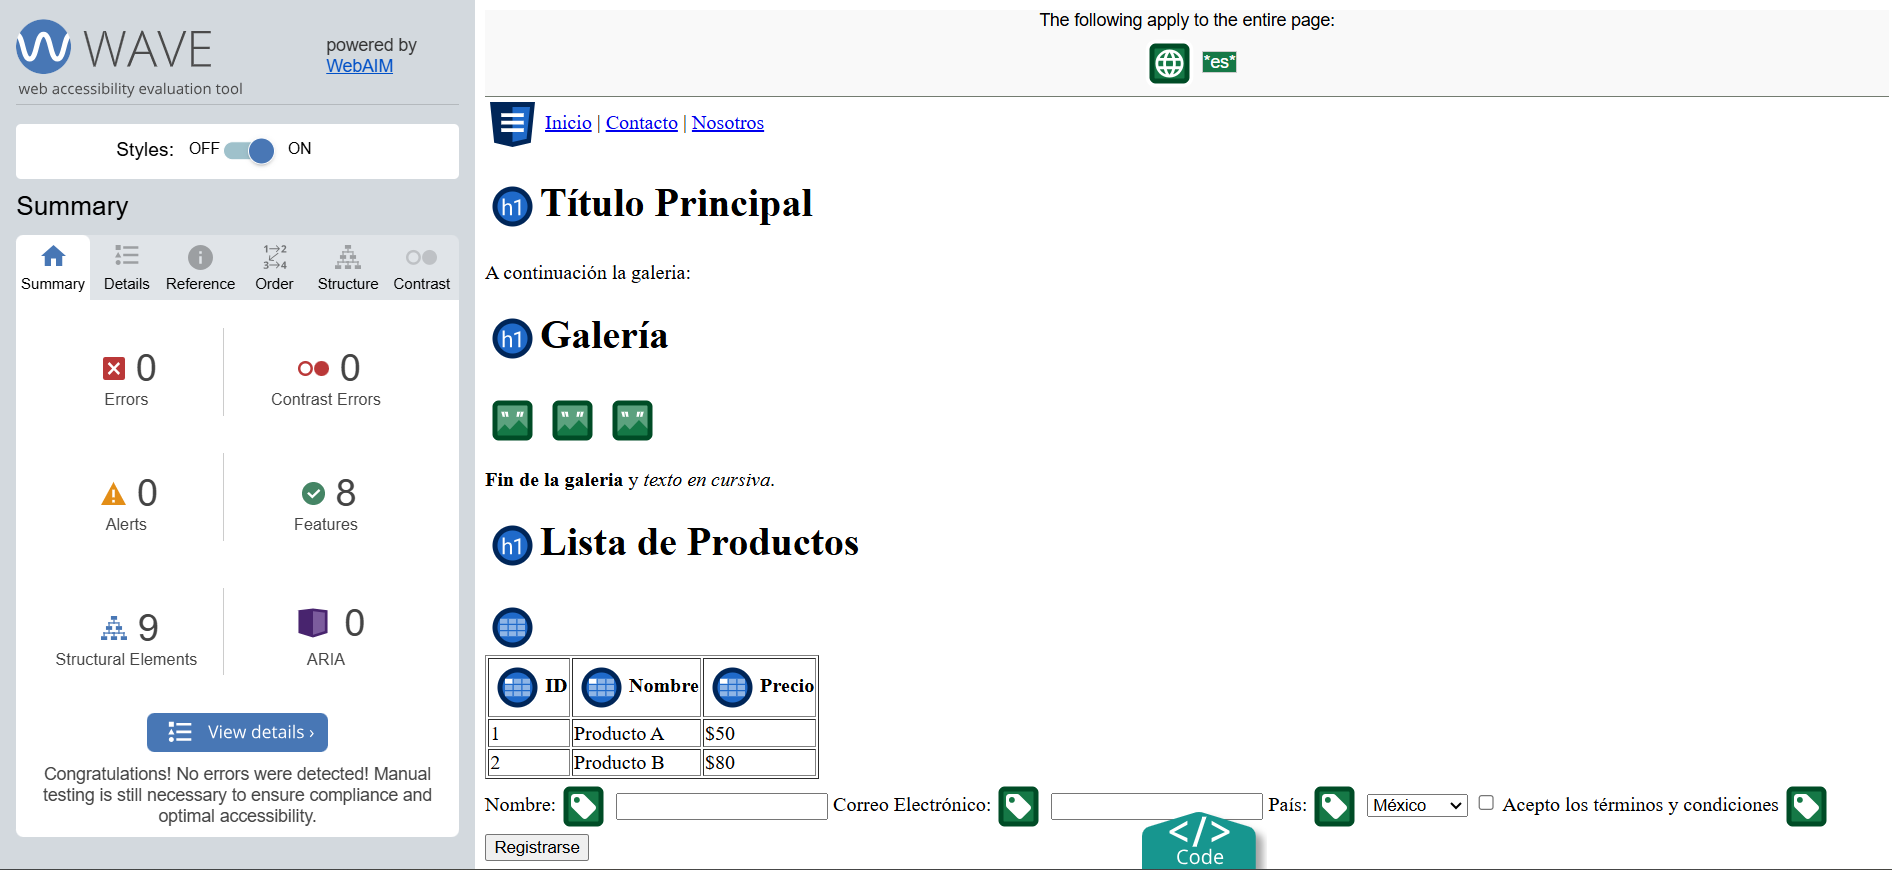 WAVE
powered by
WebAIM
web accessibility evaluation tool
Styles: OFF ON
Summary
Summary Details Reference Order Structure Contrast
0 Errors
0 Contrast Errors
0 Alerts
8 Features
9 Structural Elements
0 ARIA
View details ›
Congratulations! No errors were detected! Manual
testing is still necessary to ensure compliance and
optimal accessibility.
The following apply to the entire page:
*es*
Inicio | Contacto | Nosotros
h1 Título Principal
A continuación la galeria:
h1 Galería
Fin de la galeria y texto en cursiva.
h1 Lista de Productos
ID Nombre Precio
1 Producto A $50
2 Producto B $80
Nombre: Correo Electrónico: País: México Acepto los términos y condiciones
Registrarse
</> Code